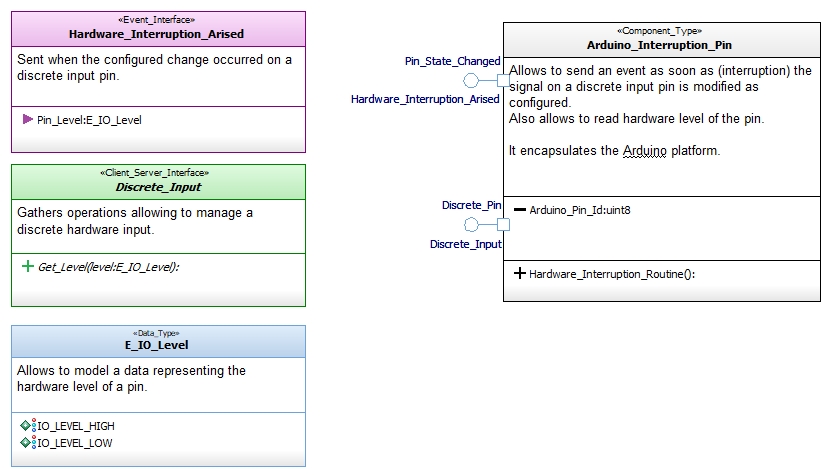 «Event_Interface»
Hardware_Interruption_Arised
Sent when the configured change occurred on a
discrete input pin.
Pin_Level:E_IO_Level
«Client_Server_Interface»
Discrete_Input
Gathers operations allowing to manage a
discrete hardware input.
Get_Level(level:E_IO_Level):
«Data_Type»
E_IO_Level
Allows to model a data representing the
hardware level of a pin.
IO_LEVEL_HIGH
IO_LEVEL_LOW
Pin_State_Changed
Hardware_Interruption_Arised
Discrete_Pin
Discrete_Input
«Component_Type»
Arduino_Interruption_Pin
Allows to send an event as soon as (interruption) the
signal on a discrete input pin is modified as
configured.
Also allows to read hardware level of the pin.
It encapsulates the Arduino platform.
Arduino_Pin_Id:uint8
Hardware_Interruption_Routine():